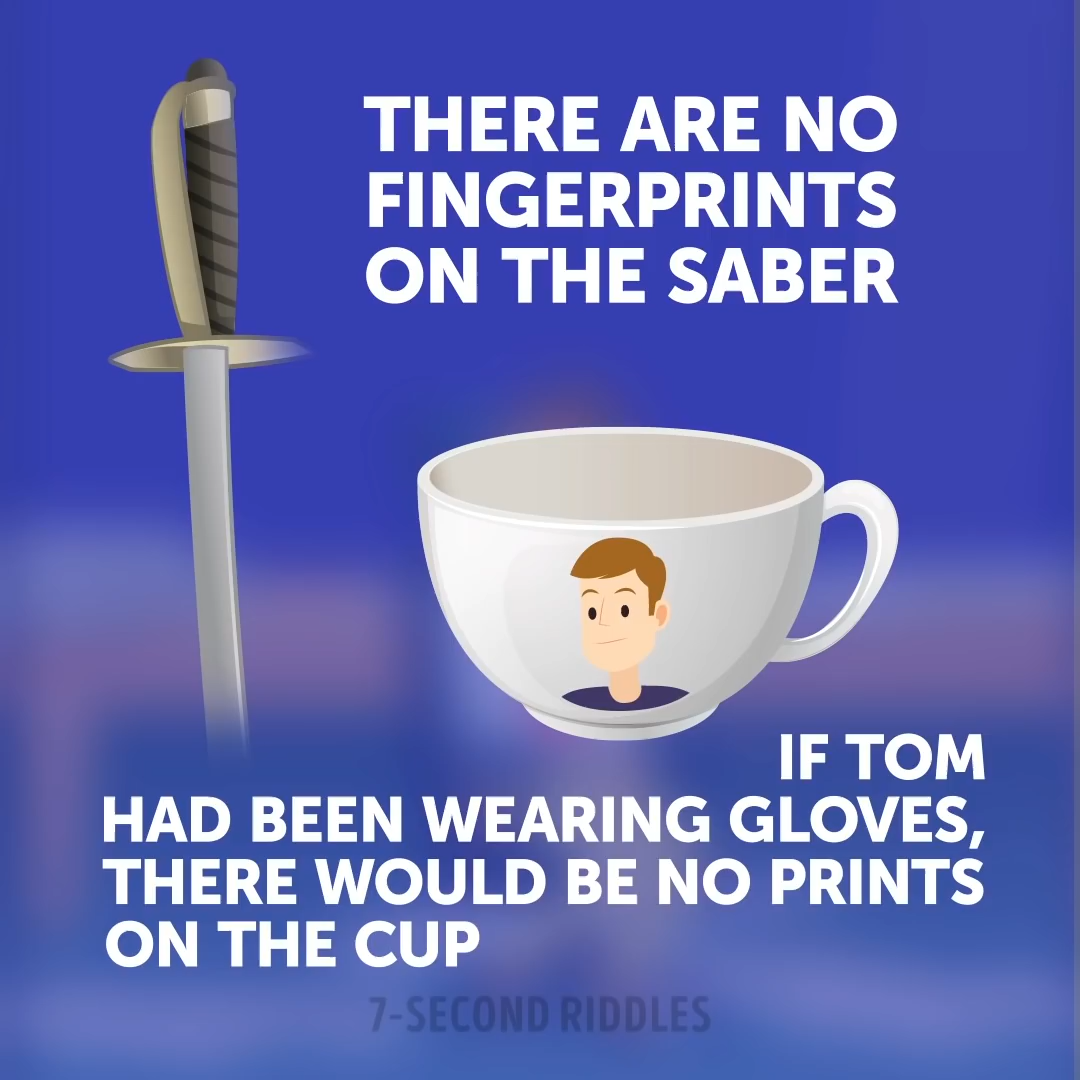 THERE ARE NO
FINGERPRINTS
ON THE SABER
IF TOM
HAD BEEN WEARING GLOVES,
THERE WOULD BE NO PRINTS
ON THE CUP
7-SECOND RIDDLES